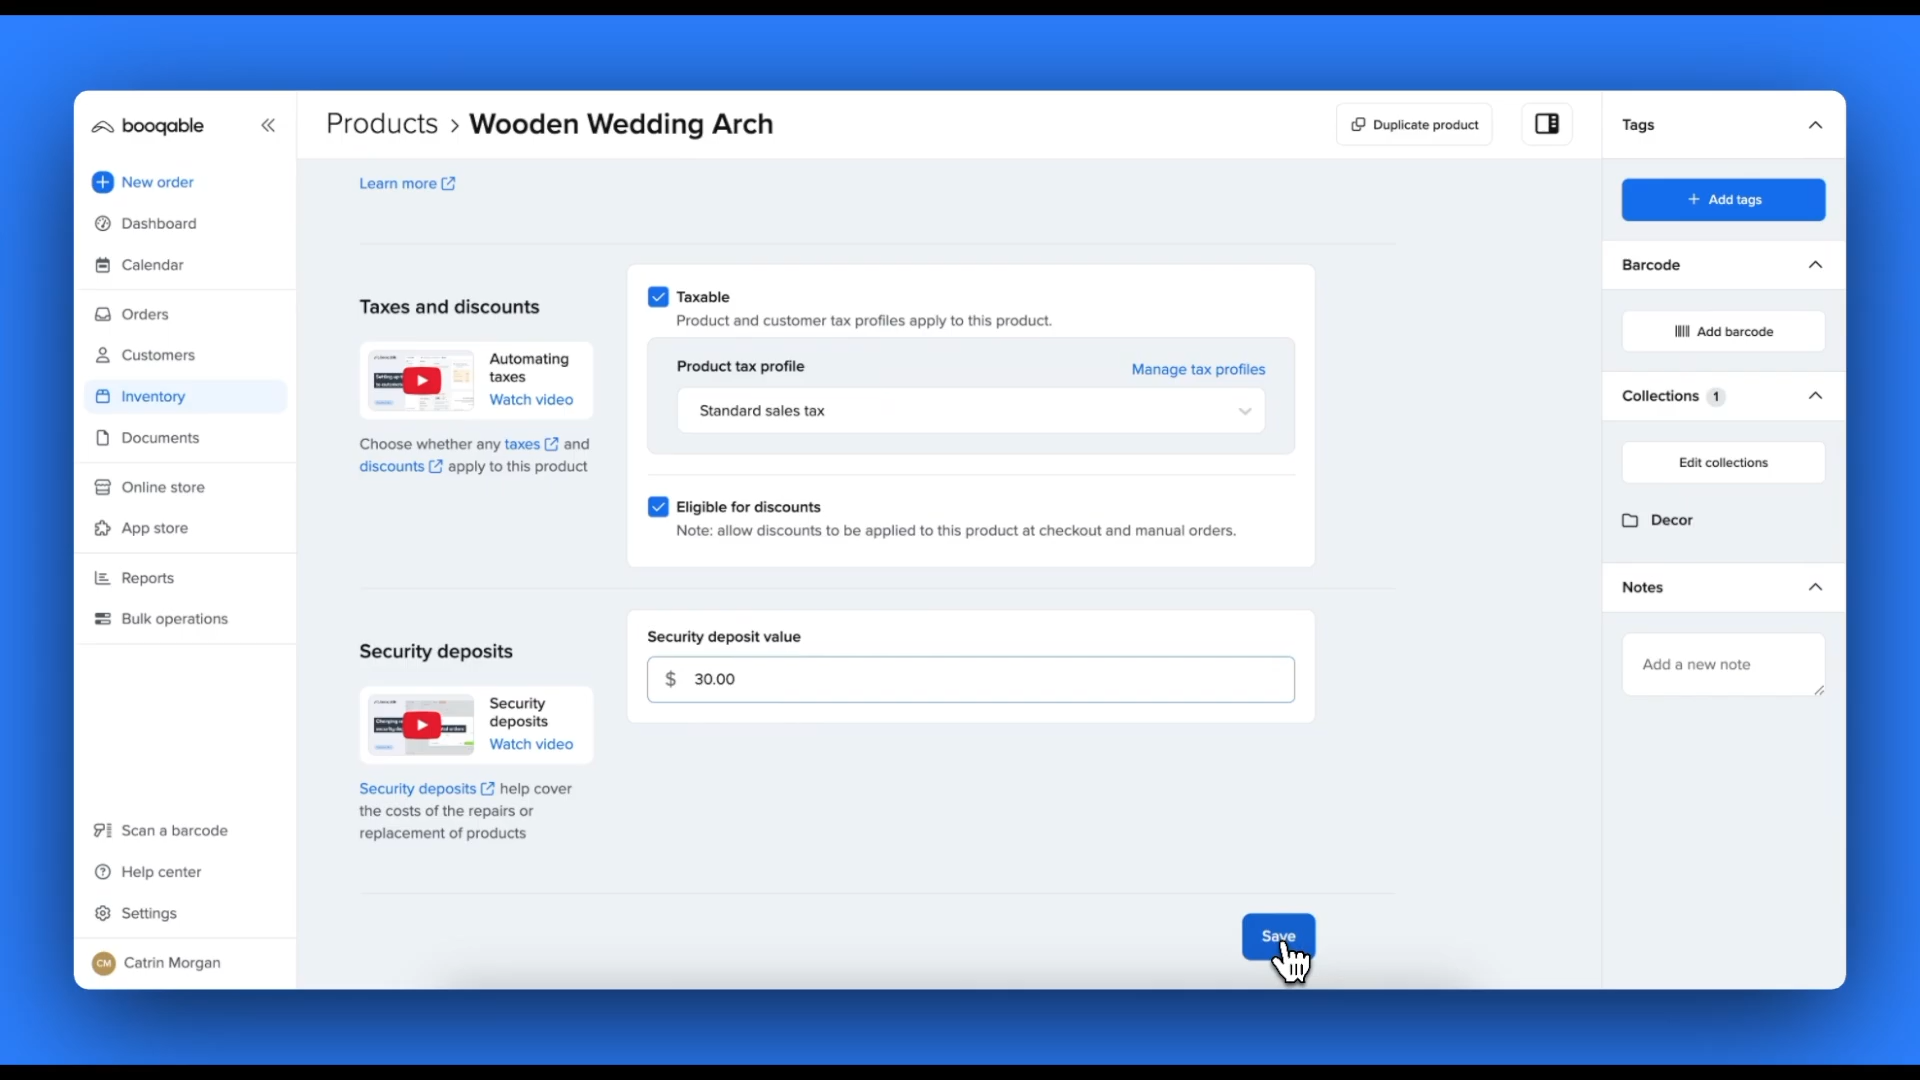 booqable
New order
Dashboard
Calendar
Orders
Customers
Inventory
Documents
Online store
App store
Reports
Bulk operations
Scan a barcode
Help center
Settings
CM Catrin Morgan
Products › Wooden Wedding Arch
Duplicate product
Learn more
Taxes and discounts
Automating
taxes
Watch video
Choose whether any taxes and
discounts apply to this product
Taxable
Product and customer tax profiles apply to this product.
Product tax profile
Manage tax profiles
Standard sales tax
Eligible for discounts
Note: allow discounts to be applied to this product at checkout and manual orders.
Security deposits
Security
deposits
Watch video
Security deposits help cover
the costs of the repairs or
replacement of products
Security deposit value
$ 30.00
Save
Tags
+ Add tags
Barcode
Add barcode
Collections 1
Edit collections
Decor
Notes
Add a new note